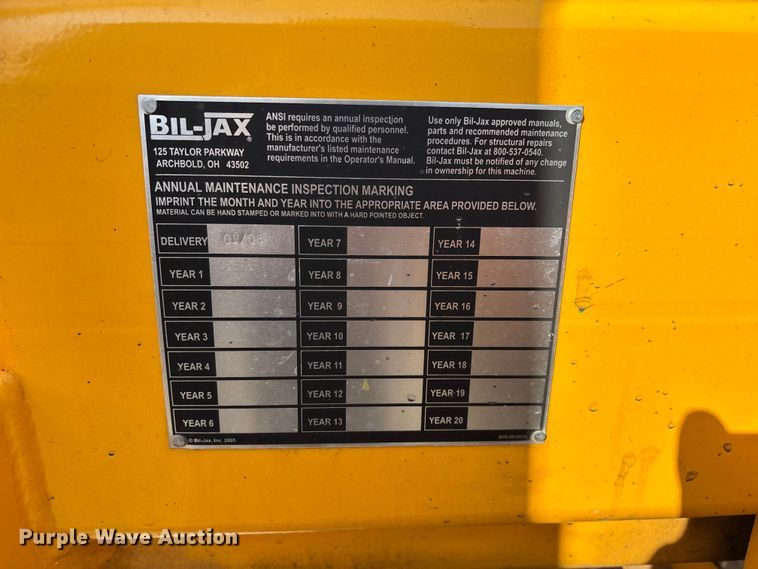 BIL-JAX®
125 TAYLOR PARKWAY
ARCHBOLD, OH 43502
ANSI requires an annual inspection
be performed by qualified personnel.
This is in accordance with the
manufacturer's listed maintenance
requirements in the Operator's Manual.
Use only Bil-Jax approved manuals,
parts and recommended maintenance
procedures. For structural repairs
contact Bil-Jax at 800-537-0540.
Bil-Jax must be notified of any change
in ownership for this machine.
ANNUAL MAINTENANCE INSPECTION MARKING
IMPRINT THE MONTH AND YEAR INTO THE APPROPRIATE AREA PROVIDED BELOW.
MATERIAL CAN BE HAND STAMPED OR MARKED INTO WITH A HARD POINTED OBJECT.
DELIVERY 01/08 YEAR 7 YEAR 14
YEAR 1 YEAR 8 YEAR 15
YEAR 2 YEAR 9 YEAR 16
YEAR 3 YEAR 10 YEAR 17
YEAR 4 YEAR 11 YEAR 18
YEAR 5 YEAR 12 YEAR 19
YEAR 6 YEAR 13 YEAR 20
© Bil-Jax, Inc. 2005
Purple Wave Auction